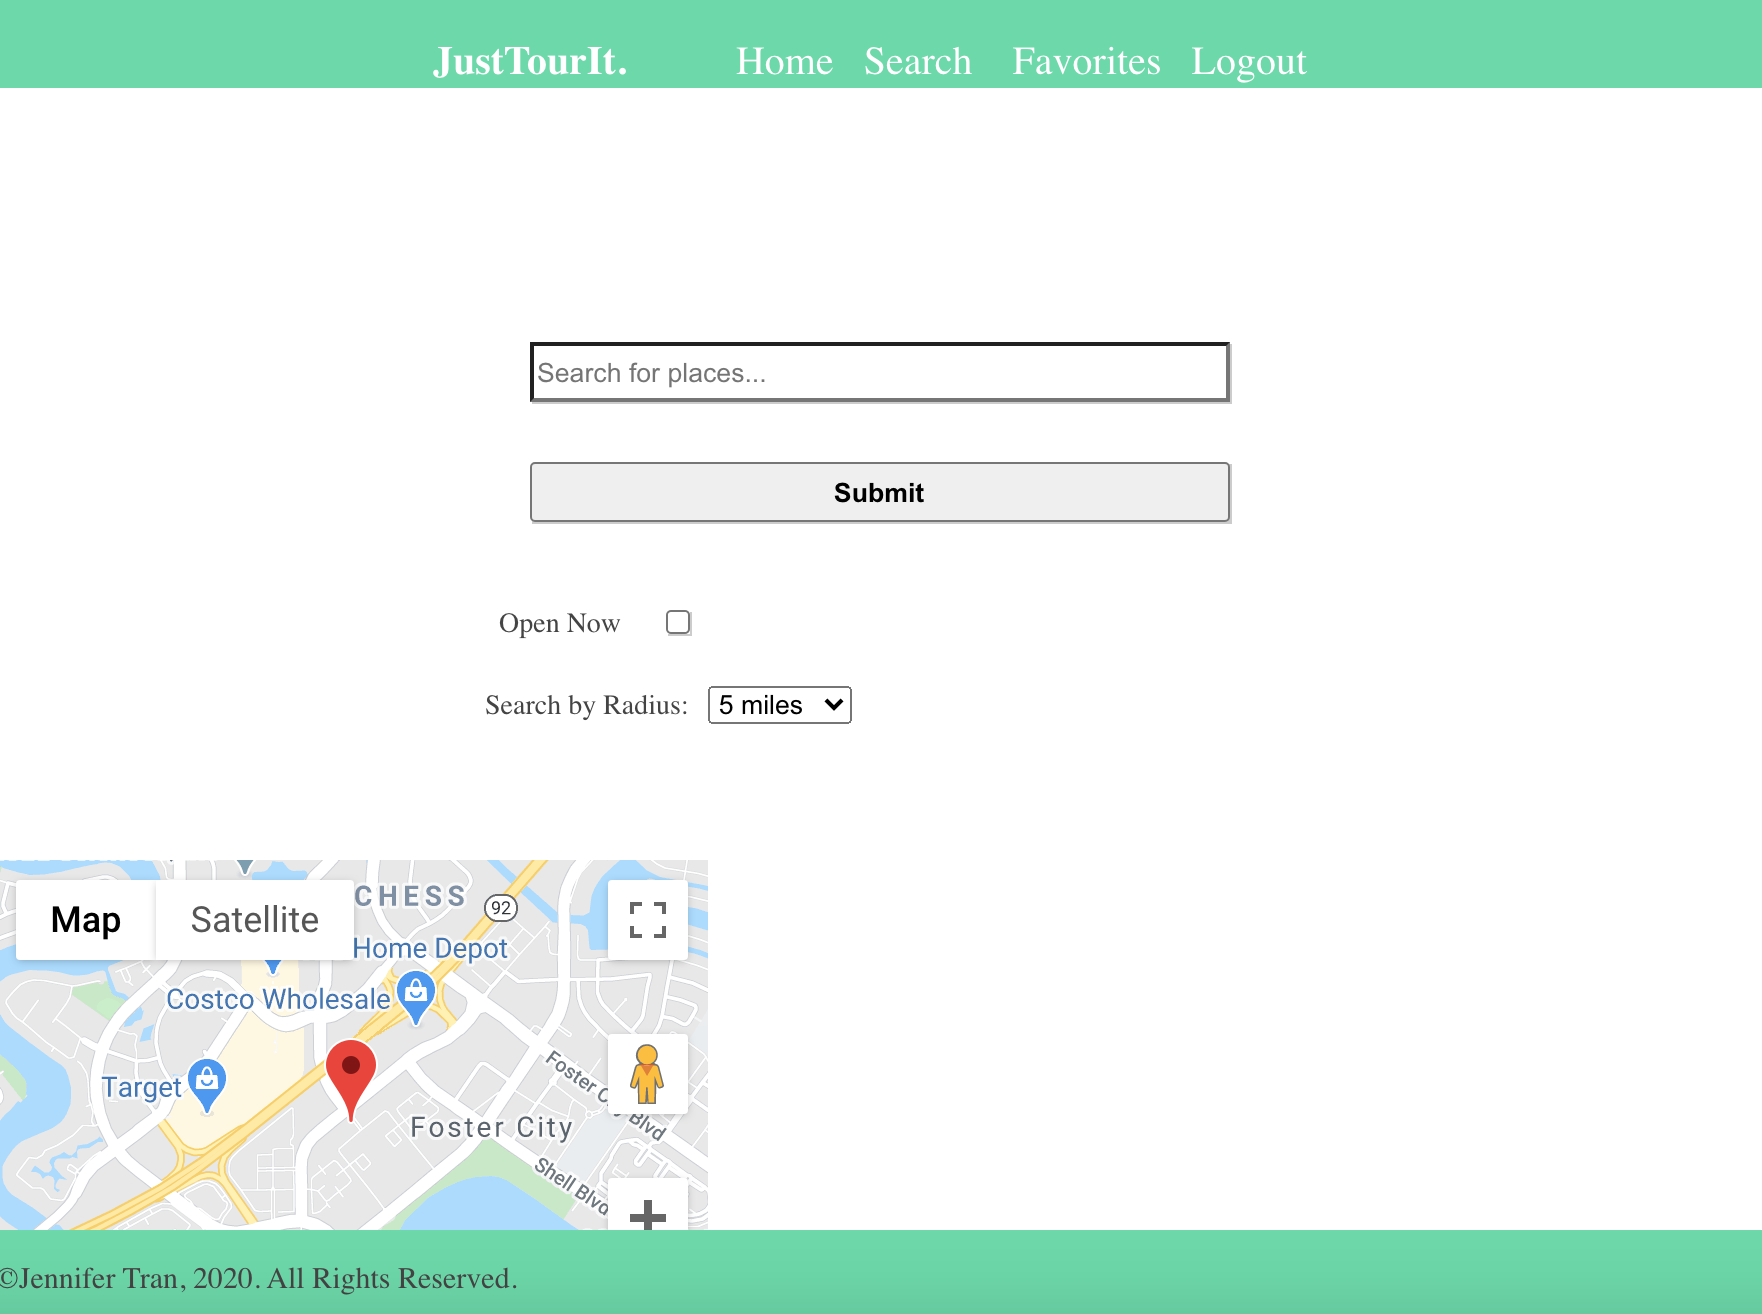 JustTourIt. Home Search Favorites Logout
Search for places...
Submit
Open Now
Search by Radius: 5 miles
Map Satellite
CHESS
92
Home Depot
Costco Wholesale
Target
Foster City
Foster Blvd
Shell Blvd
©Jennifer Tran, 2020. All Rights Reserved.